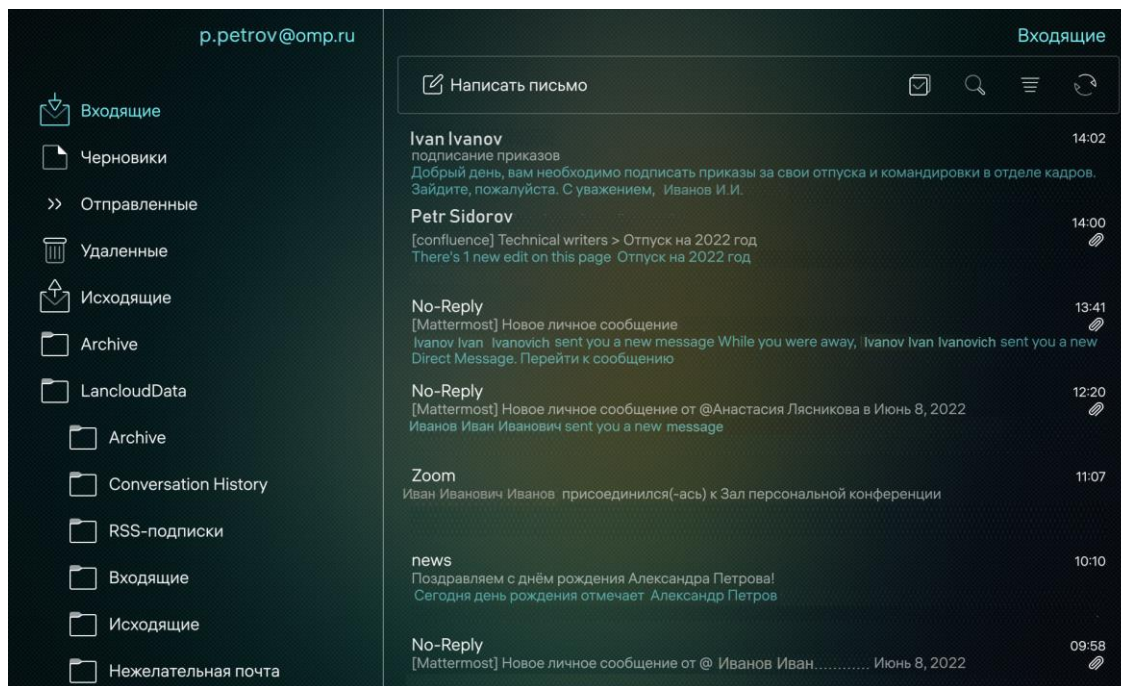 p.petrov@omp.ru
Входящие
Черновики
Отправленные
Удаленные
Исходящие
Archive
LancloudData
Archive
Conversation History
RSS-подписки
Входящие
Исходящие
Нежелательная почта
Входящие
Написать письмо
Ivan Ivanov 14:02
подписание приказов
Добрый день, вам необходимо подписать приказы за свои отпуска и командировки в отделе кадров.
Зайдите, пожалуйста. С уважением, Иванов И.И.
Petr Sidorov 14:00
[confluence] Technical writers > Отпуск на 2022 год
There's 1 new edit on this page Отпуск на 2022 год
No-Reply 13:41
[Mattermost] Новое личное сообщение
Ivanov Ivan Ivanovich sent you a new message While you were away, Ivanov Ivan Ivanovich sent you a new
Direct Message. Перейти к сообщению
No-Reply 12:20
[Mattermost] Новое личное сообщение от @Анастасия Лясникова в Июнь 8, 2022
Иванов Иван Иванович sent you a new message
Zoom 11:07
Иван Иванович Иванов присоединился(-ась) к Зал персональной конференции
news 10:10
Поздравляем с днём рождения Александра Петрова!
Сегодня день рождения отмечает Александр Петров
No-Reply 09:58
[Mattermost] Новое личное сообщение от @ Иванов Иван............ Июнь 8, 2022